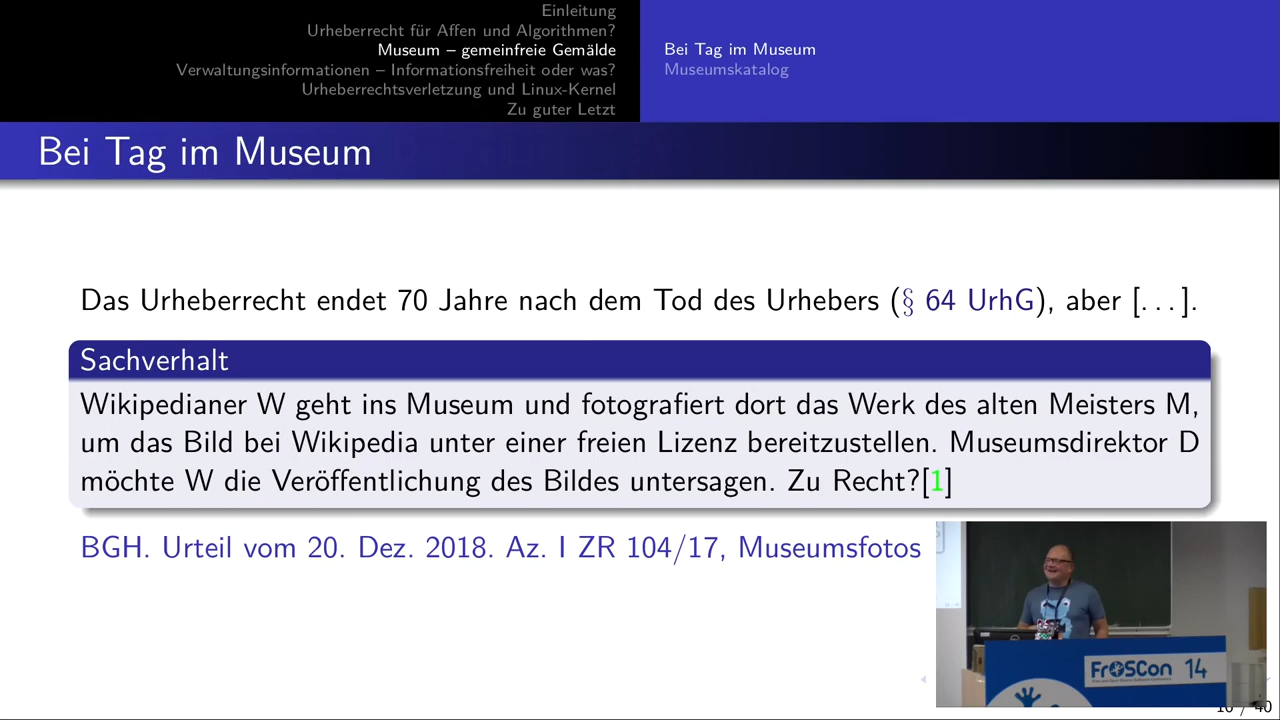 Einleitung
Urheberrecht für Affen und Algorithmen?
Museum – gemeinfreie Gemälde
Verwaltungsinformationen – Informationsfreiheit oder was?
Urheberrechtsverletzung und Linux-Kernel
Zu guter Letzt
Bei Tag im Museum
Museumskatalog
Bei Tag im Museum
Das Urheberrecht endet 70 Jahre nach dem Tod des Urhebers (§ 64 UrhG), aber [. . . ].
Sachverhalt
Wikipedianer W geht ins Museum und fotografiert dort das Werk des alten Meisters M,
um das Bild bei Wikipedia unter einer freien Lizenz bereitzustellen. Museumsdirektor D
möchte W die Veröffentlichung des Bildes untersagen. Zu Recht?[1]
BGH. Urteil vom 20. Dez. 2018. Az. I ZR 104/17, Museumsfotos
FrOSCon 14